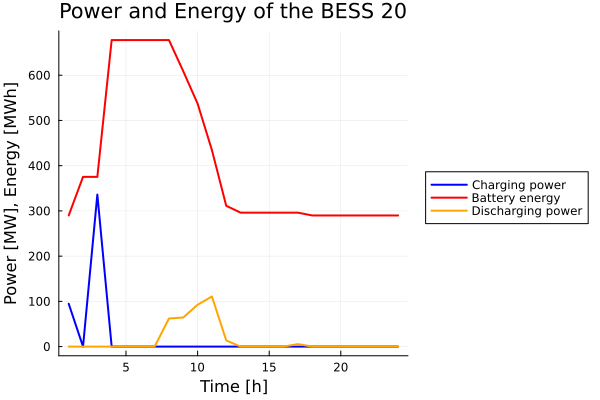 Power and Energy of the BESS 20
Power [MW], Energy [MWh]
600
500
400
300
200
100
0
5
10
15
20
Time [h]
Charging power
Battery energy
Discharging power